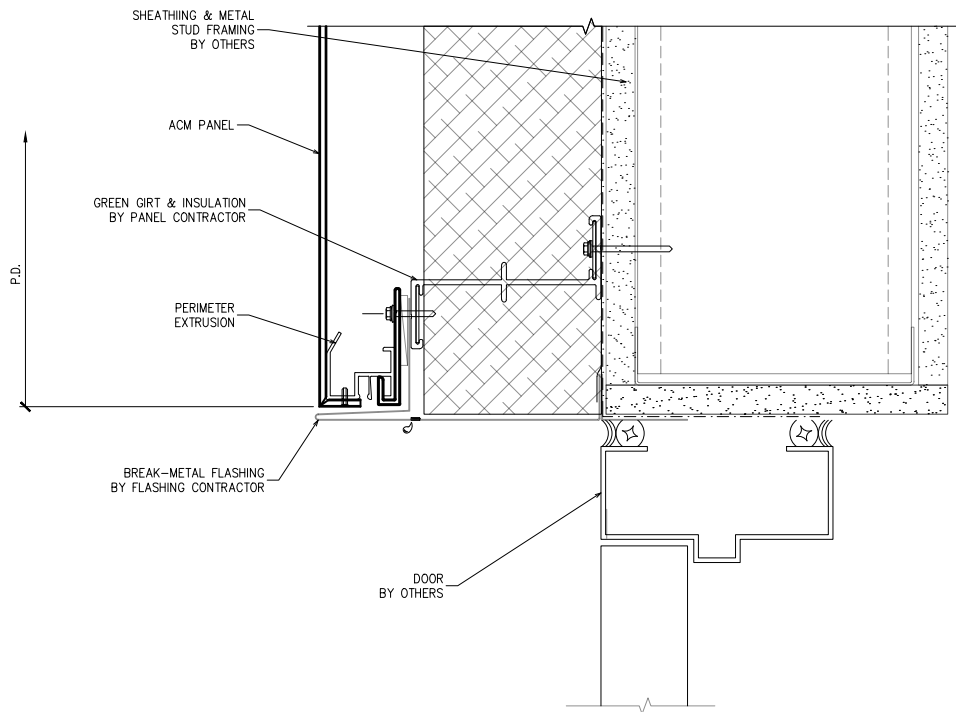 SHEATHING & METAL
STUD FRAMING
BY OTHERS
ACM PANEL
GREEN GIRT & INSULATION
BY PANEL CONTRACTOR
P.D.
PERIMETER
EXTRUSION
BREAK-METAL FLASHING
BY FLASHING CONTRACTOR
DOOR
BY OTHERS